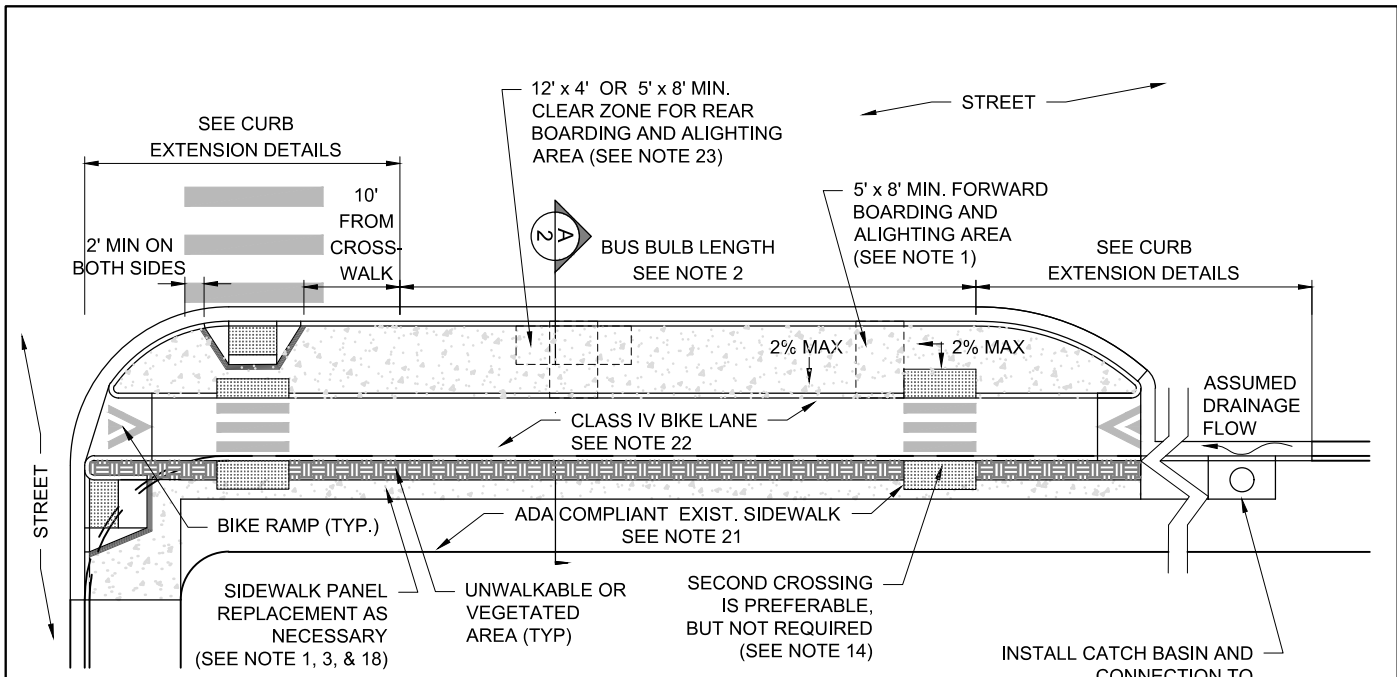 12' x 4' OR 5' x 8' MIN.
CLEAR ZONE FOR REAR
BOARDING AND ALIGHTING
AREA (SEE NOTE 23)
STREET
SEE CURB
EXTENSION DETAILS
10'
FROM
CROSS-
WALK
2' MIN ON
BOTH SIDES
A
2
BUS BULB LENGTH
SEE NOTE 2
5' x 8' MIN. FORWARD
BOARDING AND
ALIGHTING AREA
(SEE NOTE 1)
SEE CURB
EXTENSION DETAILS
2% MAX
2% MAX
ASSUMED
DRAINAGE
FLOW
CLASS IV BIKE LANE
SEE NOTE 22
STREET
BIKE RAMP (TYP.)
ADA COMPLIANT EXIST. SIDEWALK
SEE NOTE 21
SIDEWALK PANEL
REPLACEMENT AS
NECESSARY
(SEE NOTE 1, 3, & 18)
UNWALKABLE OR
VEGETATED
AREA (TYP)
SECOND CROSSING
IS PREFERABLE,
BUT NOT REQUIRED
(SEE NOTE 14)
INSTALL CATCH BASIN AND
CONNECTION TO